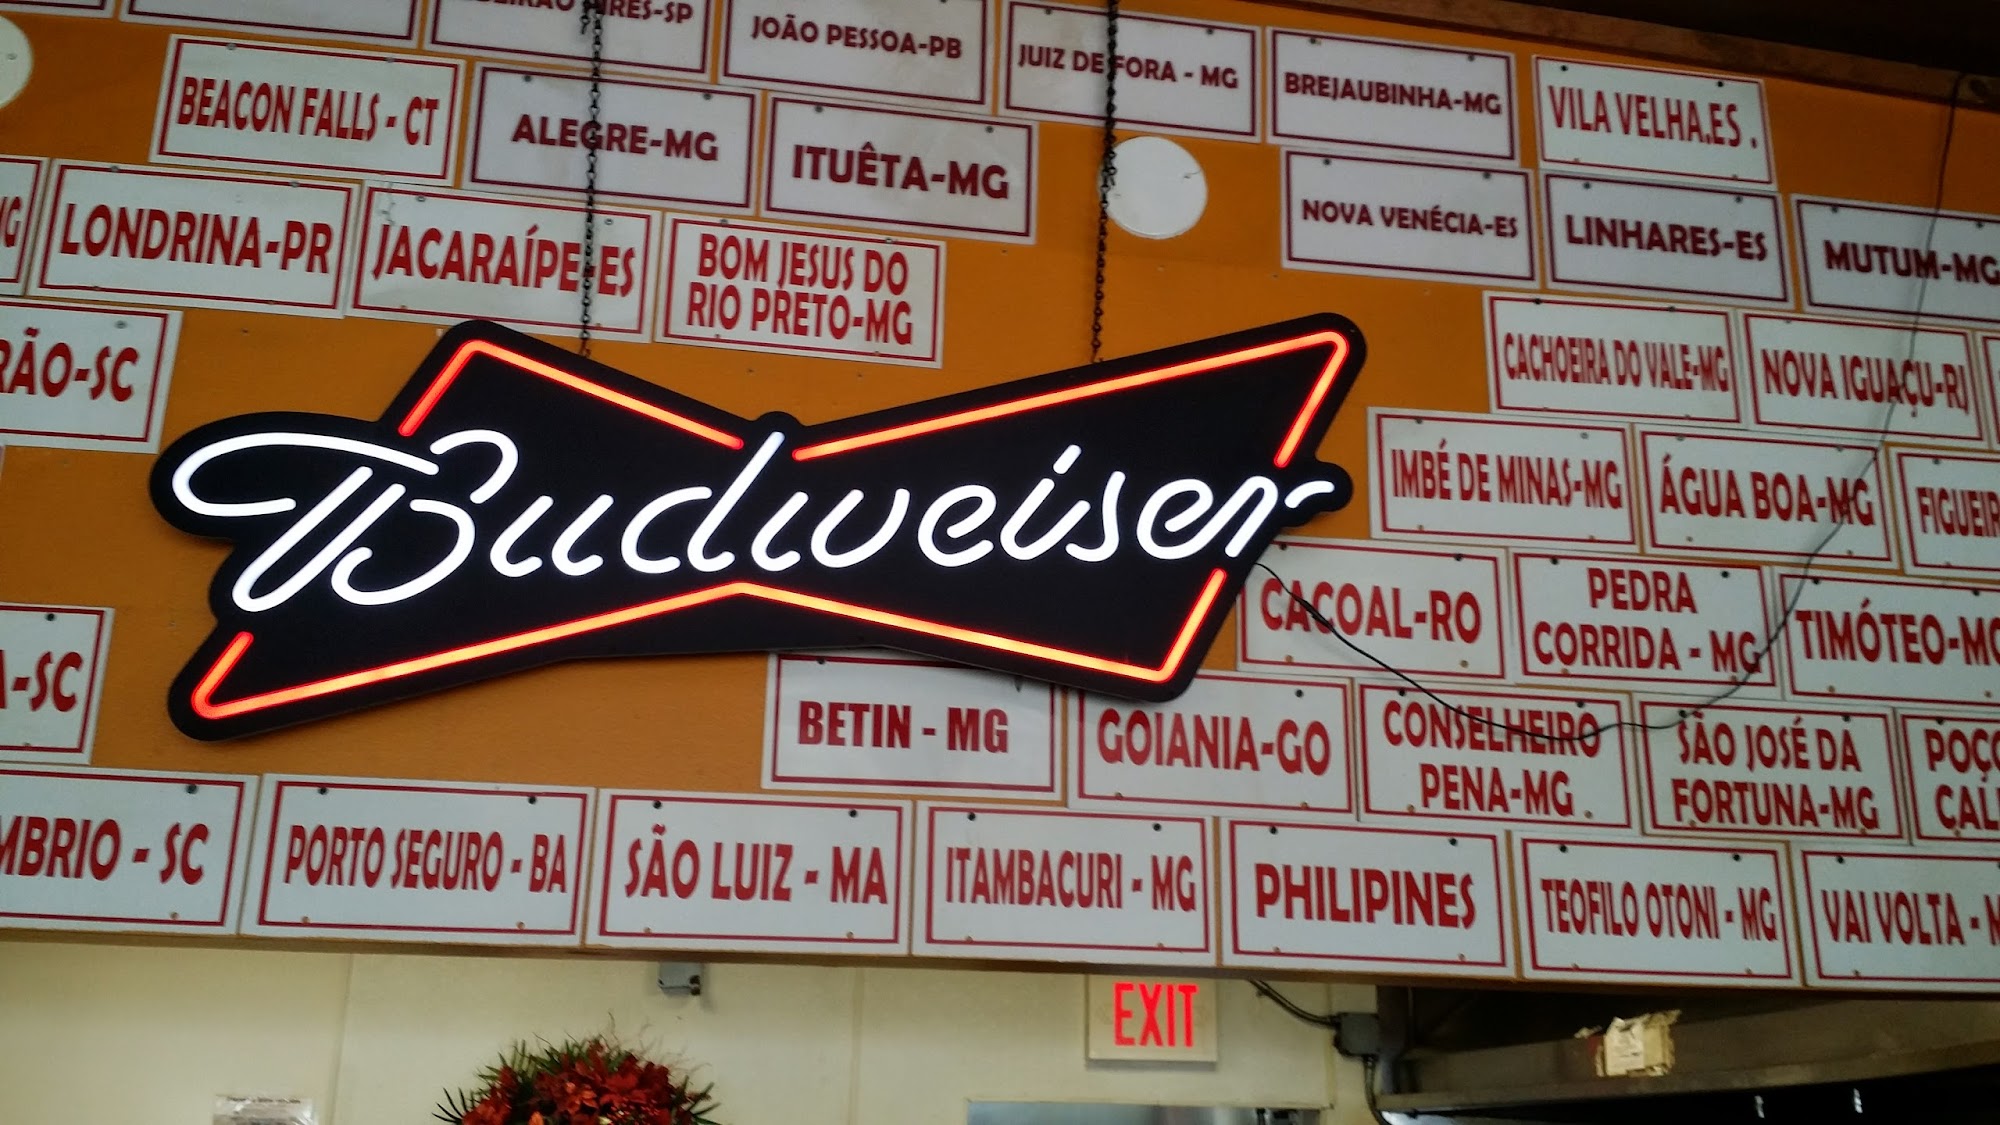 JOÃO PESSOA-PB
JUIZ DE FORA - MG
BREJAUBINHA-MG
VILA VELHA.ES .
BEACON FALLS - CT
ALEGRE-MG
ITUÊTA-MG
NOVA VENÉCIA-ES
LINHARES-ES
MUTUM-MG
LONDRINA-PR
JACARAÍPE-ES
BOM JESUS DO
RIO PRETO-MG
CACHOEIRA DO VALE-MG
NOVA IGUAÇU-RJ
RÃO-SC
Budweiser
IMBÉ DE MINAS-MG
ÁGUA BOA-MG
FIGUEIR
CACOAL-RO
PEDRA
CORRIDA - MG
TIMÓTEO-MG
A-SC
BETIN - MG
GOIANIA-GO
CONSELHEIRO
PENA-MG
SÃO JOSÉ DA
FORTUNA-MG
POÇO
CAL
MBRIO - SC
PORTO SEGURO - BA
SÃO LUIZ - MA
ITAMBACURI - MG
PHILIPINES
TEOFILO OTONI - MG
VAI VOLTA - M
EXIT